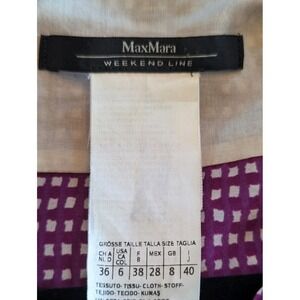 MaxMara
WEEKEND LINE
GRÖSSE TAILLE TALLA SIZE TAGLIA
CH A USA F MEX GB I
N D CA B J
COL R
36 6 38 28 8 40
TESSUTO-TISSU-CLOTH-STOFF-
TEJIDO-TECIDO-KUMAŞ